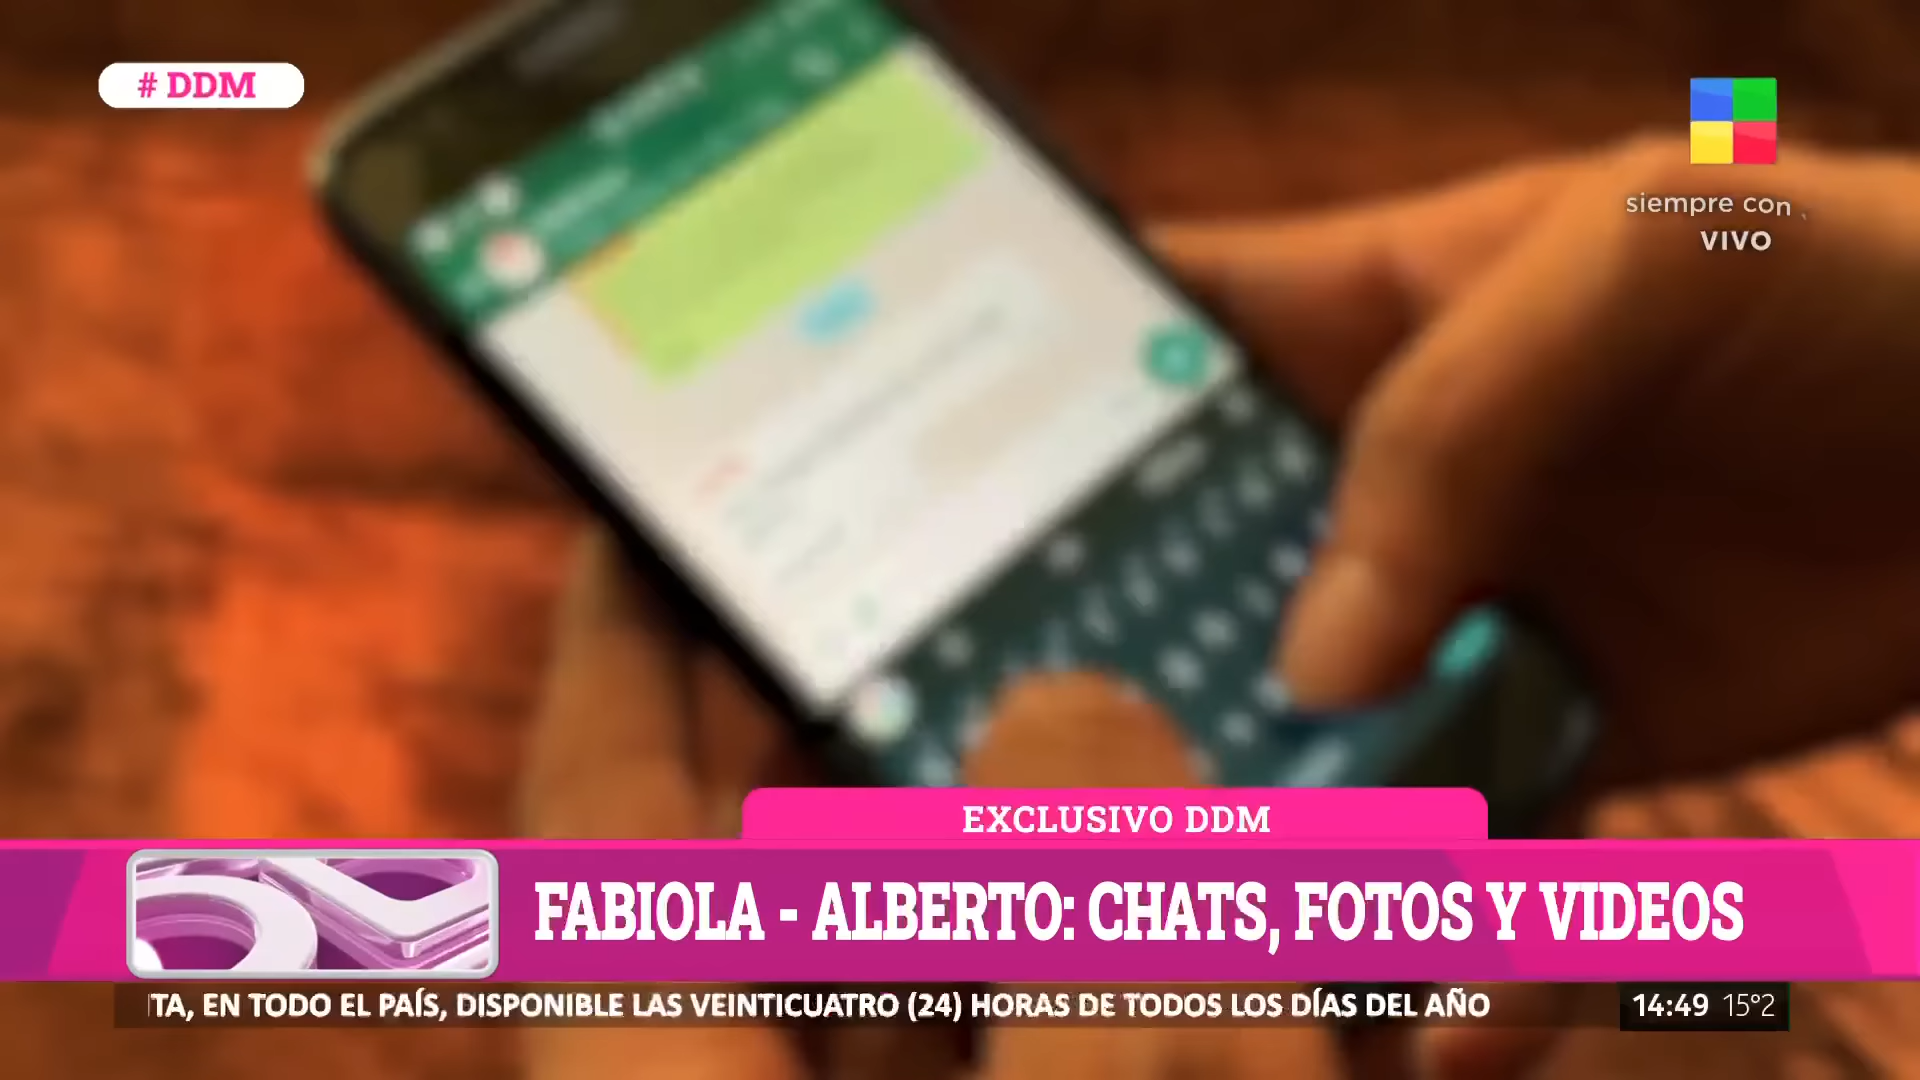 # DDM
siempre con
VIVO
EXCLUSIVO DDM
FABIOLA - ALBERTO: CHATS, FOTOS Y VIDEOS
TA, EN TODO EL PAÍS, DISPONIBLE LAS VEINTICUATRO (24) HORAS DE TODOS LOS DÍAS DEL AÑO
14:49 15°2